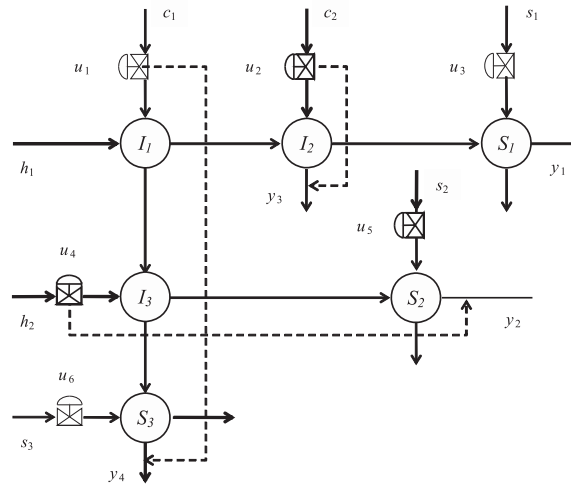 c1 c2 s1
u1 u2 u3
I1 I2 S1
h1 y3 s2 y1
u5
u4
I3 S2
h2 y2
u6
S3
s3 y4